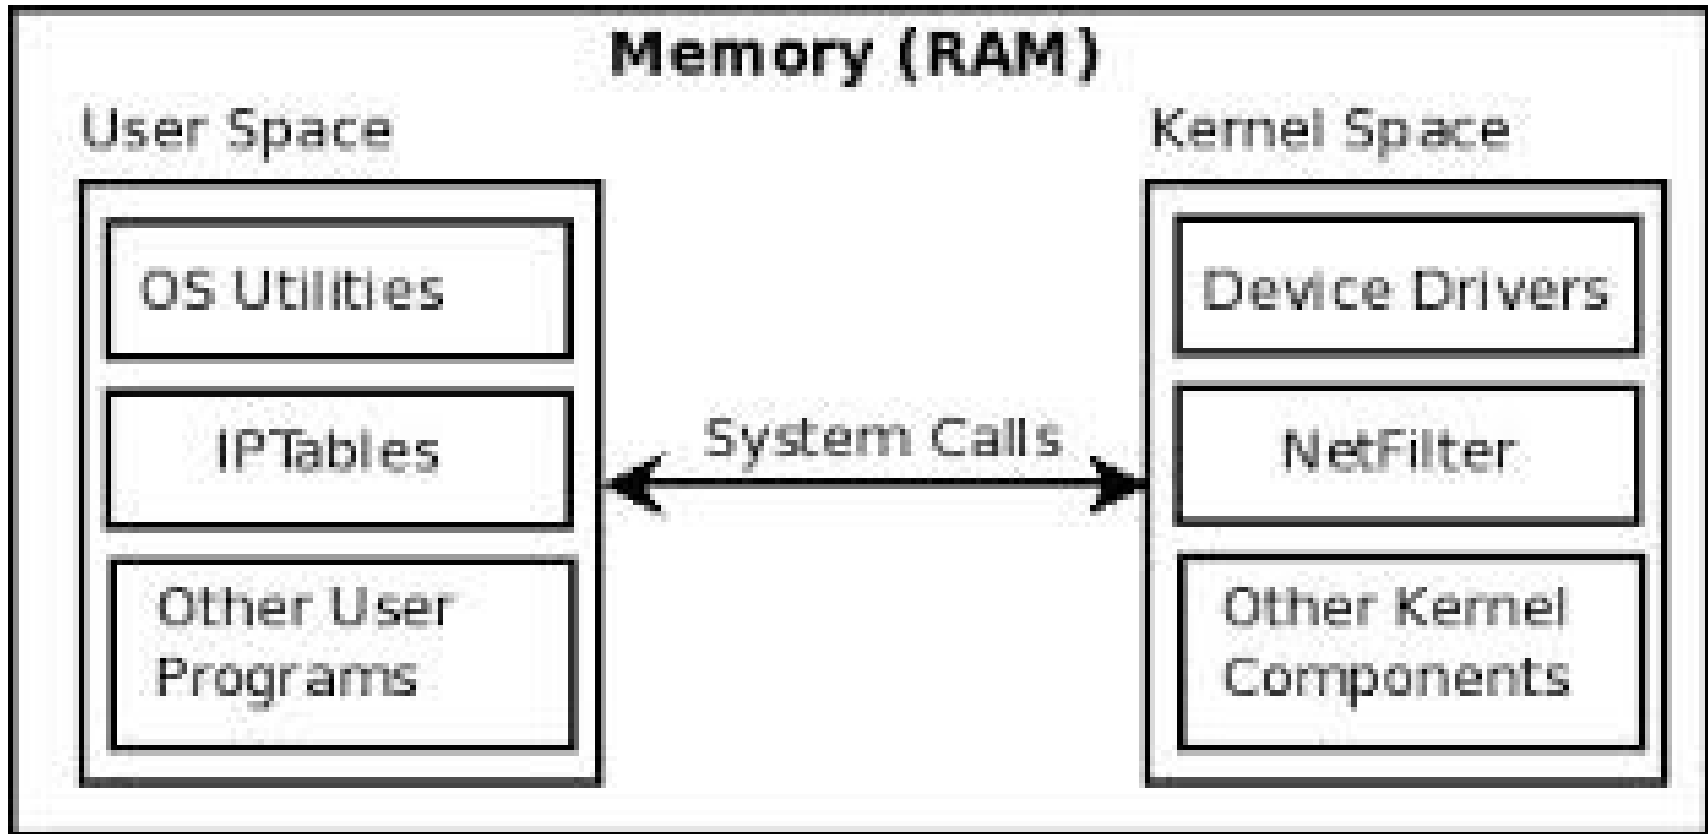 Memory (RAM)
User Space
Kernel Space
OS Utilities
Device Drivers
IPTables
System Calls
NetFilter
Other User
Programs
Other Kernel
Components